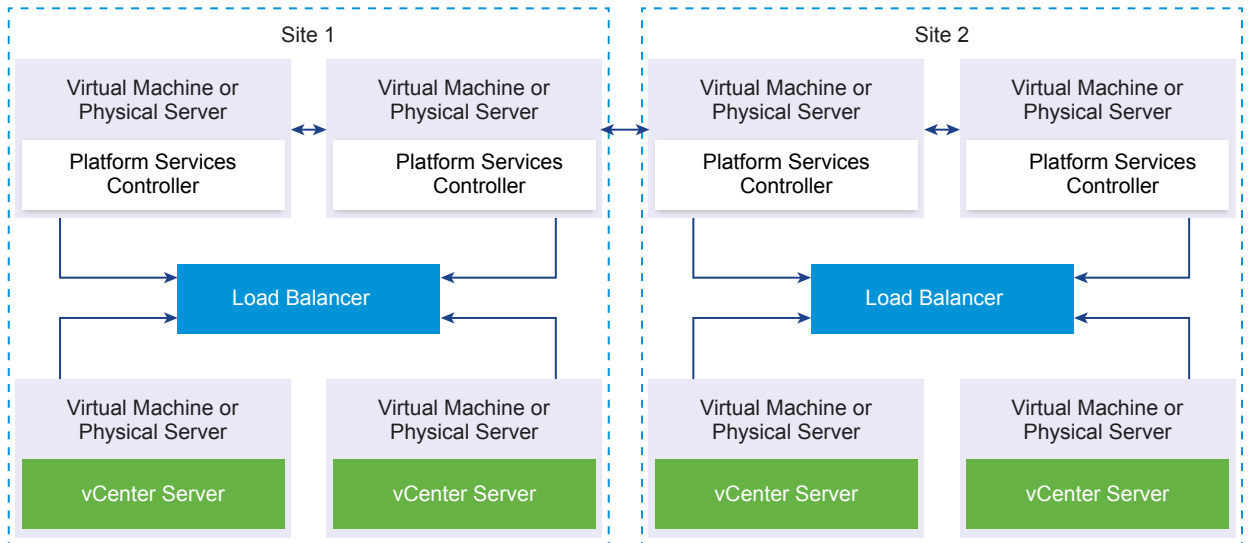 Site 1
Site 2
Virtual Machine or
Physical Server
Platform Services
Controller
Virtual Machine or
Physical Server
Platform Services
Controller
Virtual Machine or
Physical Server
Platform Services
Controller
Virtual Machine or
Physical Server
Platform Services
Controller
Load Balancer
Load Balancer
Virtual Machine or
Physical Server
vCenter Server
Virtual Machine or
Physical Server
vCenter Server
Virtual Machine or
Physical Server
vCenter Server
Virtual Machine or
Physical Server
vCenter Server